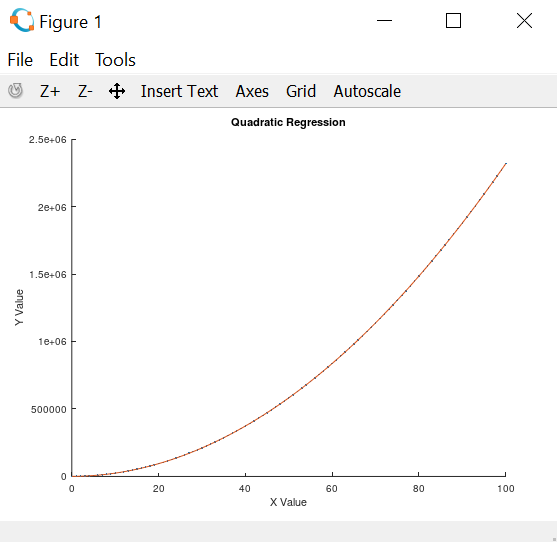 Figure 1
File Edit Tools
Z+ Z- Insert Text Axes Grid Autoscale
Quadratic Regression
2.5e+06
2e+06
1.5e+06
1e+06
500000
0
Y Value
0 20 40 60 80 100
X Value